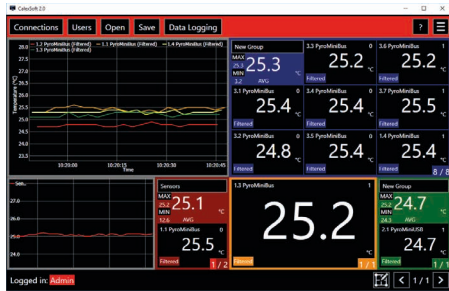 CalexSoft 2.0
Connections Users Open Save Data Logging ?
1.2 PyroMiniBus (Filtered) 1.1 PyroMiniBus (Filtered) 1.4 PyroMiniBus (Filtered)
1.3 PyroMiniBus (Filtered)
Temperature (°C)
28.0
27.5
27.0
26.5
26.0
25.5
25.0
24.5
24.0
23.5
10:29:00 10:20:15 10:20:30 10:20:45
Time
New Group
MAX
25.3
MIN
3.2
25.3
°C
AVG
3.3 PyroMiniBus 0
25.2
°C
Filtered
3.6 PyroMiniBus 1
25.2
°C
Filtered
3.1 PyroMiniBus 0
25.4
°C
Filtered
3.4 PyroMiniBus 0
25.4
°C
Filtered
3.7 PyroMiniBus 1
25.5
°C
Filtered
3.2 PyroMiniBus 0
24.8
°C
Filtered
3.5 PyroMiniBus 0
25.4
°C
Filtered
1.4 PyroMiniBus 1
25.4
°C
Filtered
8 / 8
Sen...
27.0
26.0
25.0
24.0
Sensors
MAX
25.2
MIN
12.6
25.1
°C
AVG
1.1 PyroMiniBus 0
25.5
°C
Filtered
1 / 2
1.3 PyroMiniBus 1
25.2
°C
Filtered
1 / 1
New Group
MAX
25.2
MIN
24.3
24.7
°C
AVG
2.1 PyroMiniUSB 1
24.7
°C
Filtered
1 / 1
Logged in: Admin
< 1 / 1 >